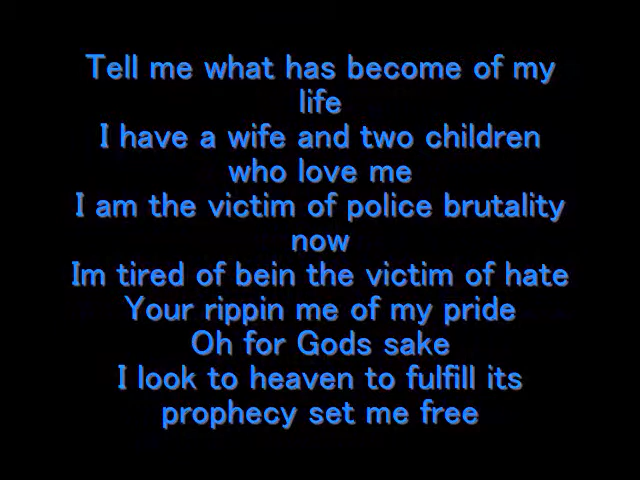 Tell me what has become of my
life
I have a wife and two children
who love me
I am the victim of police brutality
now
Im tired of bein the victim of hate
Your rippin me of my pride
Oh for Gods sake
I look to heaven to fulfill its
prophecy set me free